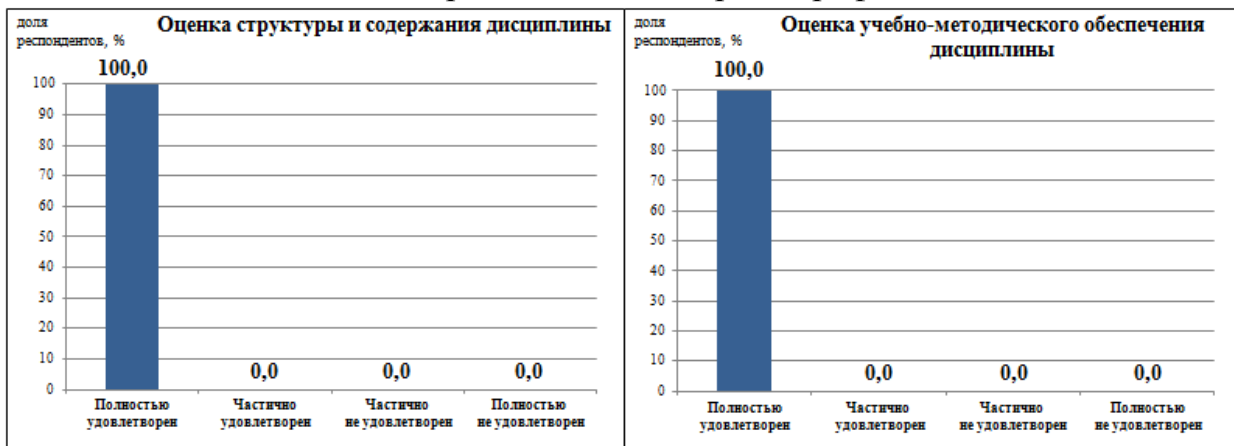 доля
респондентов, %
Оценка структуры и содержания дисциплины
100,0
100
90
80
70
60
50
40
30
20
10
0
0,0
0,0
0,0
Полностью
удовлетворен
Частично
удовлетворен
Частично
не удовлетворен
Полностью
не удовлетворен
доля
респондентов, %
Оценка учебно-методического обеспечения
дисциплины
100,0
100
90
80
70
60
50
40
30
20
10
0
0,0
0,0
0,0
Полностью
удовлетворен
Частично
удовлетворен
Частично
не удовлетворен
Полностью
не удовлетворен